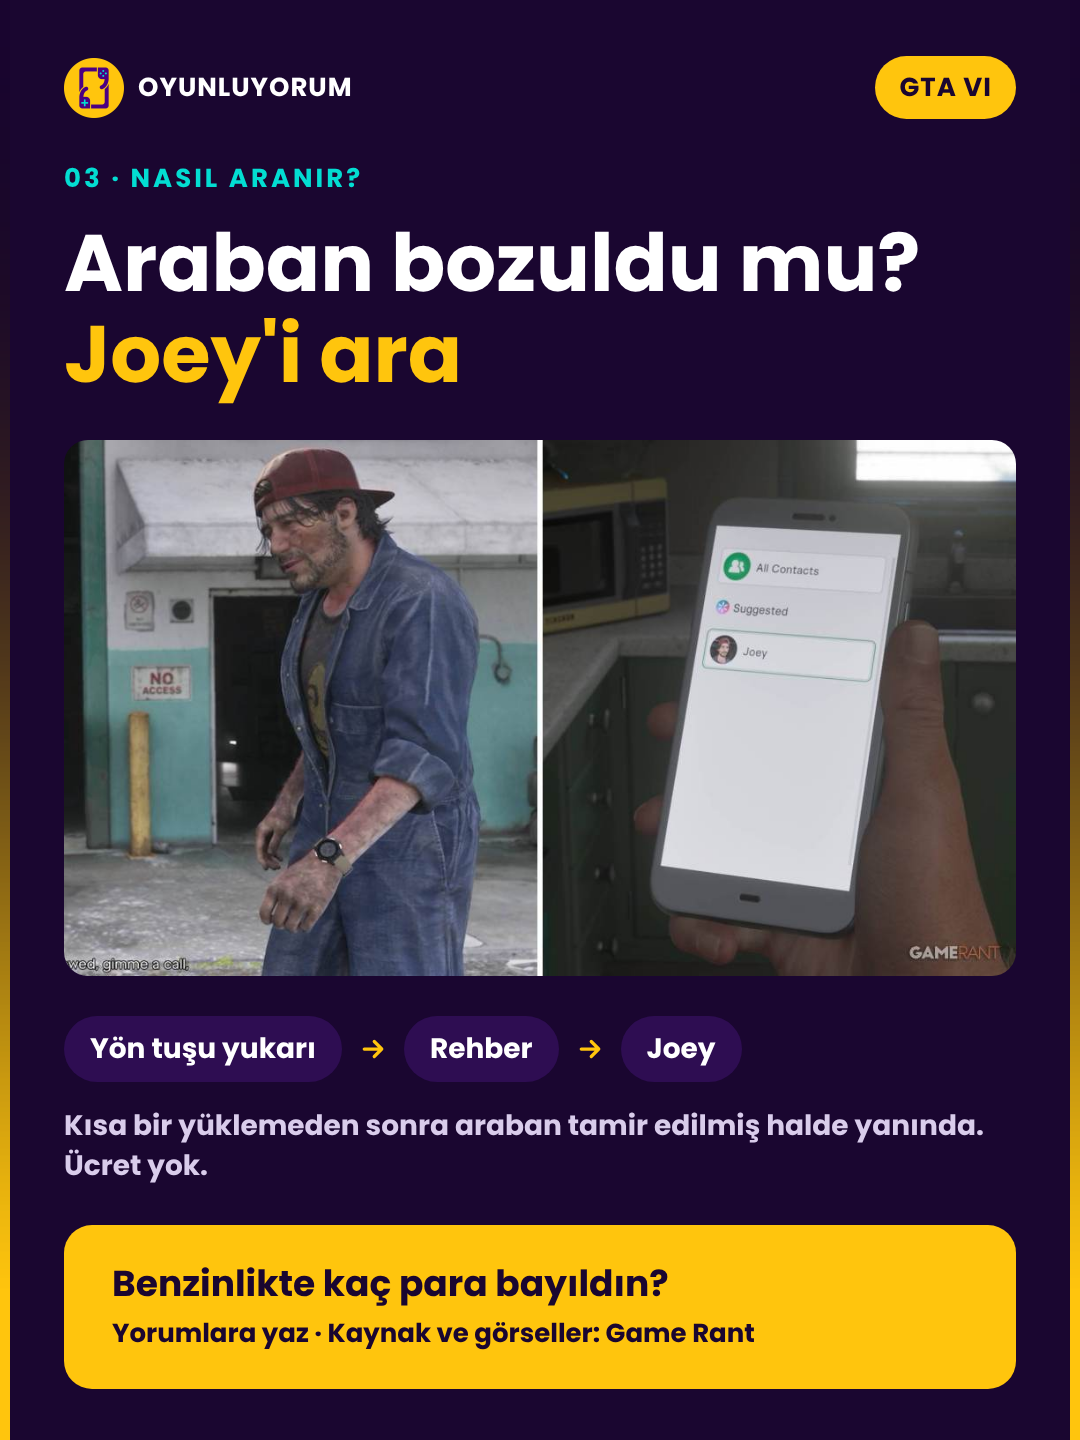 OYUNLUYORUM
GTA VI
03 · NASIL ARANIR?
Araban bozuldu mu?
Joey'i ara
NO
ACCESS
All Contacts
Suggested
Joey
wed, gimme a call.
GAMERANT
Yön tuşu yukarı → Rehber → Joey
Kısa bir yüklemeden sonra araban tamir edilmiş halde yanında.
Ücret yok.
Benzinlikte kaç para bayıldın?
Yorumlara yaz · Kaynak ve görseller: Game Rant